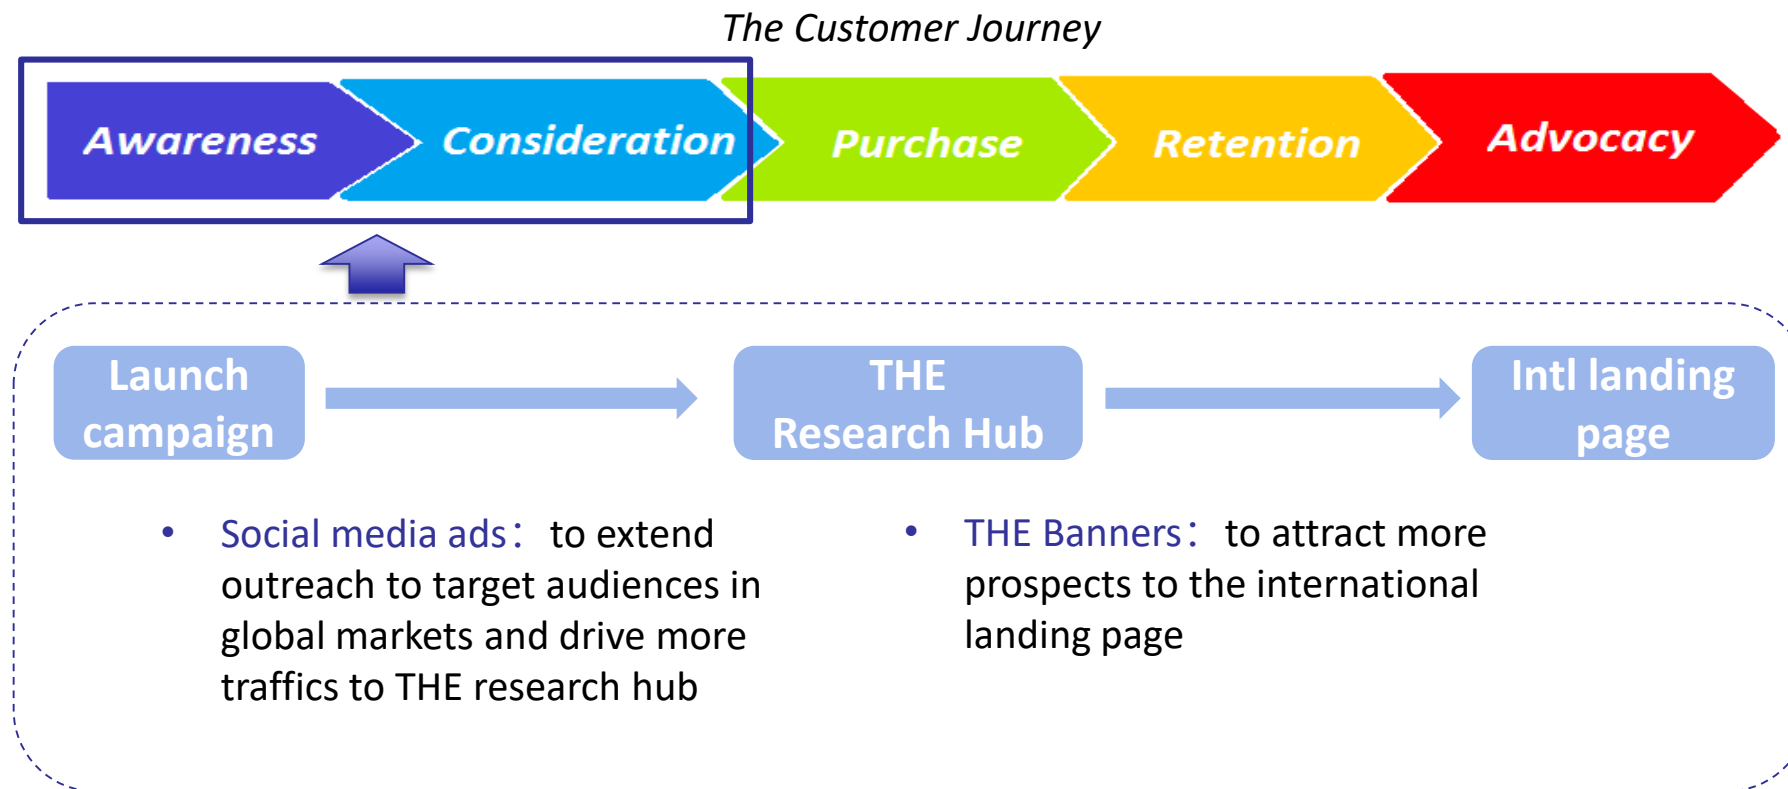 The Customer Journey
Awareness
Consideration
Purchase
Retention
Advocacy
Launch
campaign
THE
Research Hub
Intl landing
page
• Social media ads： to extend
outreach to target audiences in
global markets and drive more
traffics to THE research hub
• THE Banners： to attract more
prospects to the international
landing page